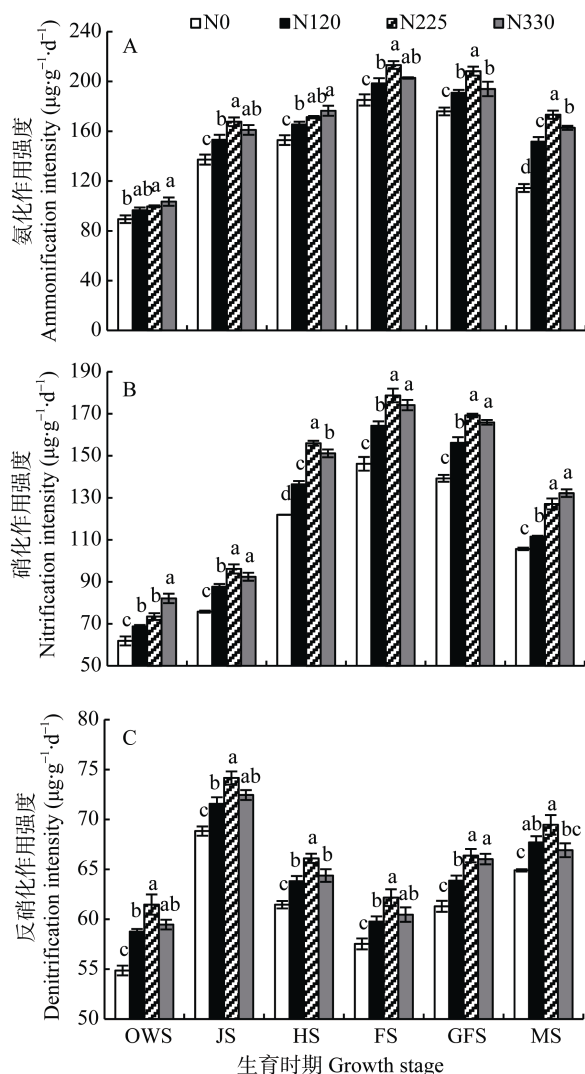 N0 N120 N225 N330
A
氨化作用强度
Ammonification intensity (μg·g⁻¹·d⁻¹)
240
200
160
120
80
40
0
b ab a a
c b a ab
c b ab a
c b a ab
c b a b
d c a b
B
硝化作用强度
Nitrification intensity (μg·g⁻¹·d⁻¹)
190
170
150
130
110
90
70
50
c b b a
c b a a
d c a b
c b a a
c b a a
c b a a
C
反硝化作用强度
Denitrification intensity (μg·g⁻¹·d⁻¹)
80
75
70
65
60
55
50
c b a ab
c b a ab
c b a b
c b a ab
c b a a
c ab a bc
OWS JS HS FS GFS MS
生育时期 Growth stage